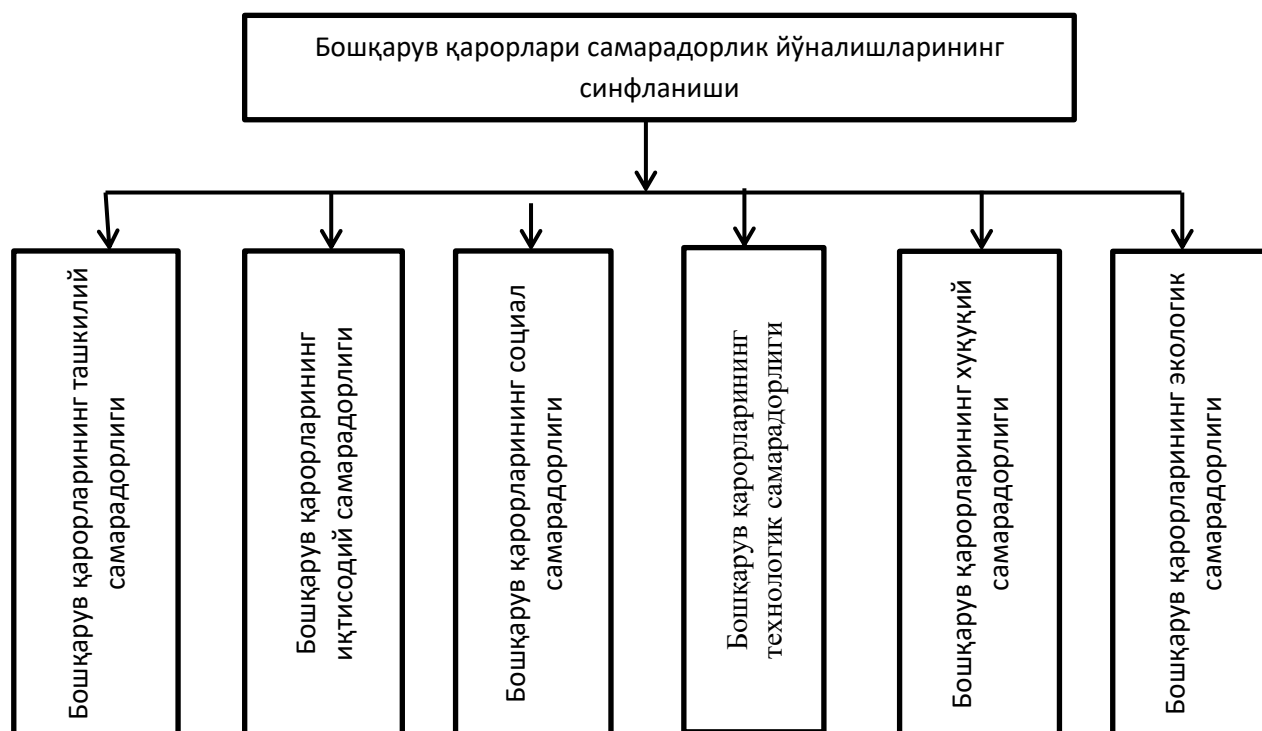 Бошқарув қарорлари самарадорлик йўналишларининг
синфланиши
Бошқарув қарорларининг ташкилий
самарадорлиги
Бошқарув қарорларининг
иқтисодий самарадорлиги
Бошқарув қарорларининг социал
самарадорлиги
Бошқарув қарорларининг
технологик самарадорлиги
Бошқарув қарорларининг хуқуқий
самарадорлиги
Бошқарув қарорларининг экологик
самарадорлиги